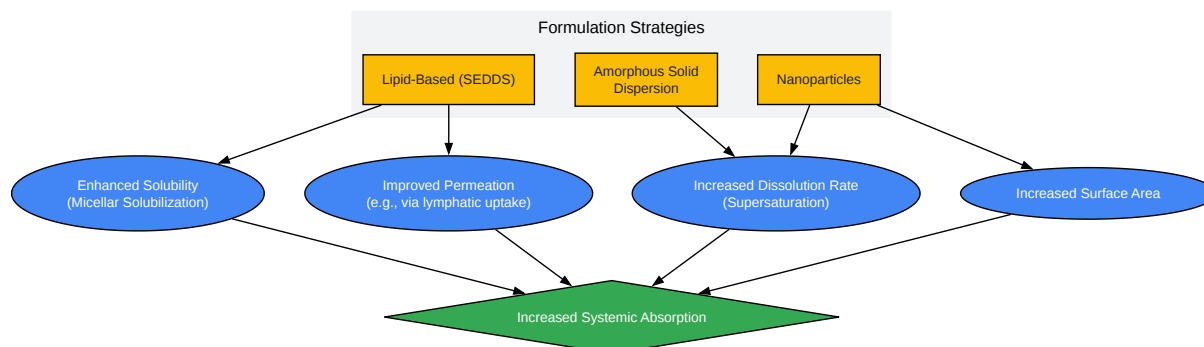 Formulation Strategies
Lipid-Based (SEDDS)
Amorphous Solid
Dispersion
Nanoparticles
Enhanced Solubility
(Micellar Solubilization)
Improved Permeation
(e.g., via lymphatic uptake)
Increased Dissolution Rate
(Supersaturation)
Increased Surface Area
Increased Systemic Absorption